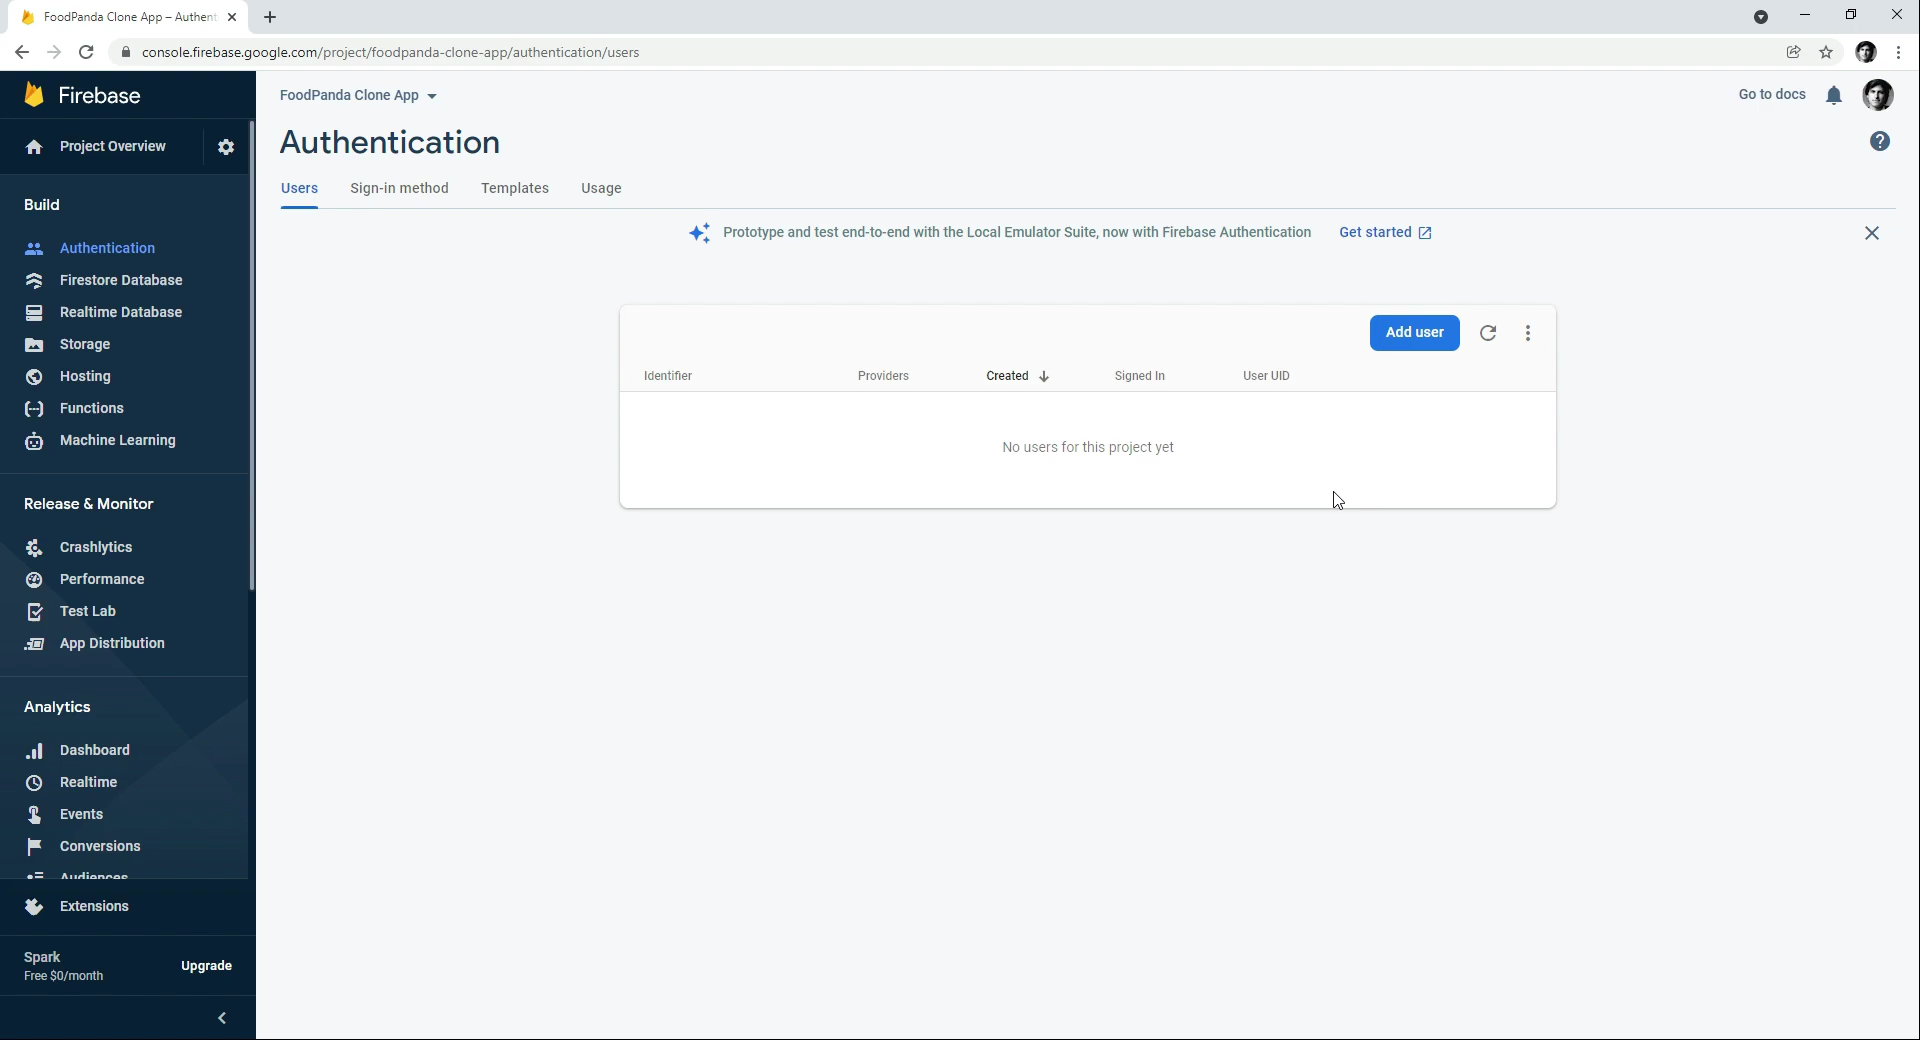 FoodPanda Clone App – Authent
console.firebase.google.com/project/foodpanda-clone-app/authentication/users
Firebase
FoodPanda Clone App
Go to docs
Project Overview
Authentication
Users
Sign-in method
Templates
Usage
Prototype and test end-to-end with the Local Emulator Suite, now with Firebase Authentication
Get started
Build
Authentication
Firestore Database
Realtime Database
Storage
Hosting
Functions
Machine Learning
Add user
Identifier
Providers
Created
Signed In
User UID
No users for this project yet
Release & Monitor
Crashlytics
Performance
Test Lab
App Distribution
Analytics
Dashboard
Realtime
Events
Conversions
Audiences
Extensions
Spark
Free $0/month
Upgrade